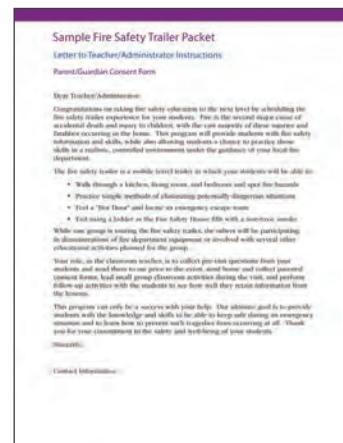 Sample Fire Safety Trailer Packet
Letter to Teacher/Administrator Instructions
Parent/Guardian Consent Form
Dear Teacher/Administrator:
Congratulations on taking fire safety education to the next level by scheduling the
fire safety trailer experience for your students. Fire is the second major cause of
accidental death and injury to children, with the vast majority of these injuries and
fatalities occurring in the home. This program will provide students with fire safety
information and skills, while also allowing students a chance to practice those
skills in a realistic, controlled environment under the guidance of your local fire
department.
The fire safety trailer is a mobile travel trailer in which your students will be able to:
• Walk through a kitchen, living room, and bedroom and spot fire hazards
• Practice simple methods of eliminating potentially dangerous situations
• Feel a "Hot Door" and locate an emergency escape route
• Exit using a ladder as the Fire Safety House fills with a non-toxic smoke
While one group is touring the fire safety trailer, the others will be participating
in demonstrations of fire department equipment or involved with several other
educational activities planned for the group.
Your role, as the classroom teacher, is to collect pre-visit questions from your
students and send them to me prior to the event, send home and collect parental
consent forms, lead small group classroom activities during the visit, and perform
follow-up activities with the students to see how well they retain information from
the lessons.
This program can only be a success with your help. Our ultimate goal is to provide
students with the knowledge and skills to be able to keep safe during an emergency
situation and to learn how to prevent such tragedies from occurring at all. Thank
you for your commitment to the safety and well-being of your students.
Sincerely,
Contact Information